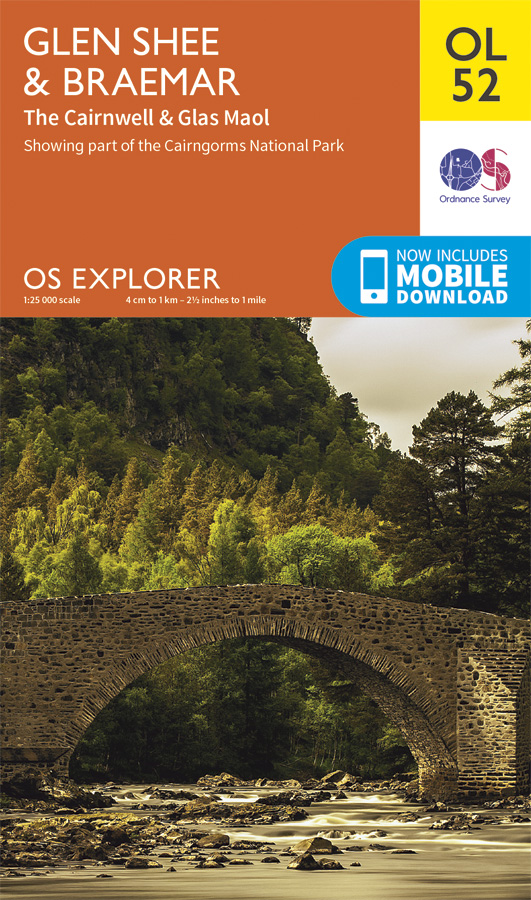 GLEN SHEE
& BRAEMAR
The Cairnwell & Glas Maol
Showing part of the Cairngorms National Park
OL
52
OS
Ordnance Survey
NOW INCLUDES
MOBILE
DOWNLOAD
OS EXPLORER
1:25 000 scale 4 cm to 1 km – 2½ inches to 1 mile